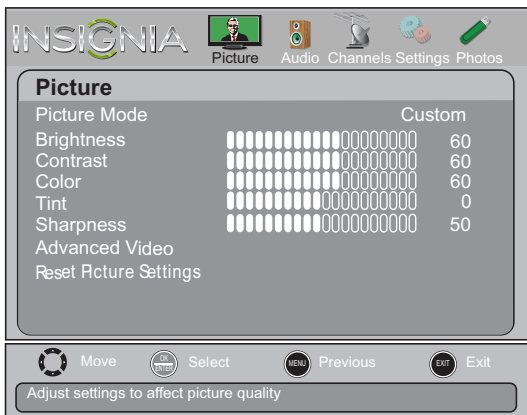 INSIGNIA
Picture Audio Channels Settings Photos
Picture
Picture Mode Custom
Brightness 60
Contrast 60
Color 60
Tint 0
Sharpness 50
Advanced Video
Reset Picture Settings
Move OK ENTER Select MENU Previous EXIT Exit
Adjust settings to affect picture quality